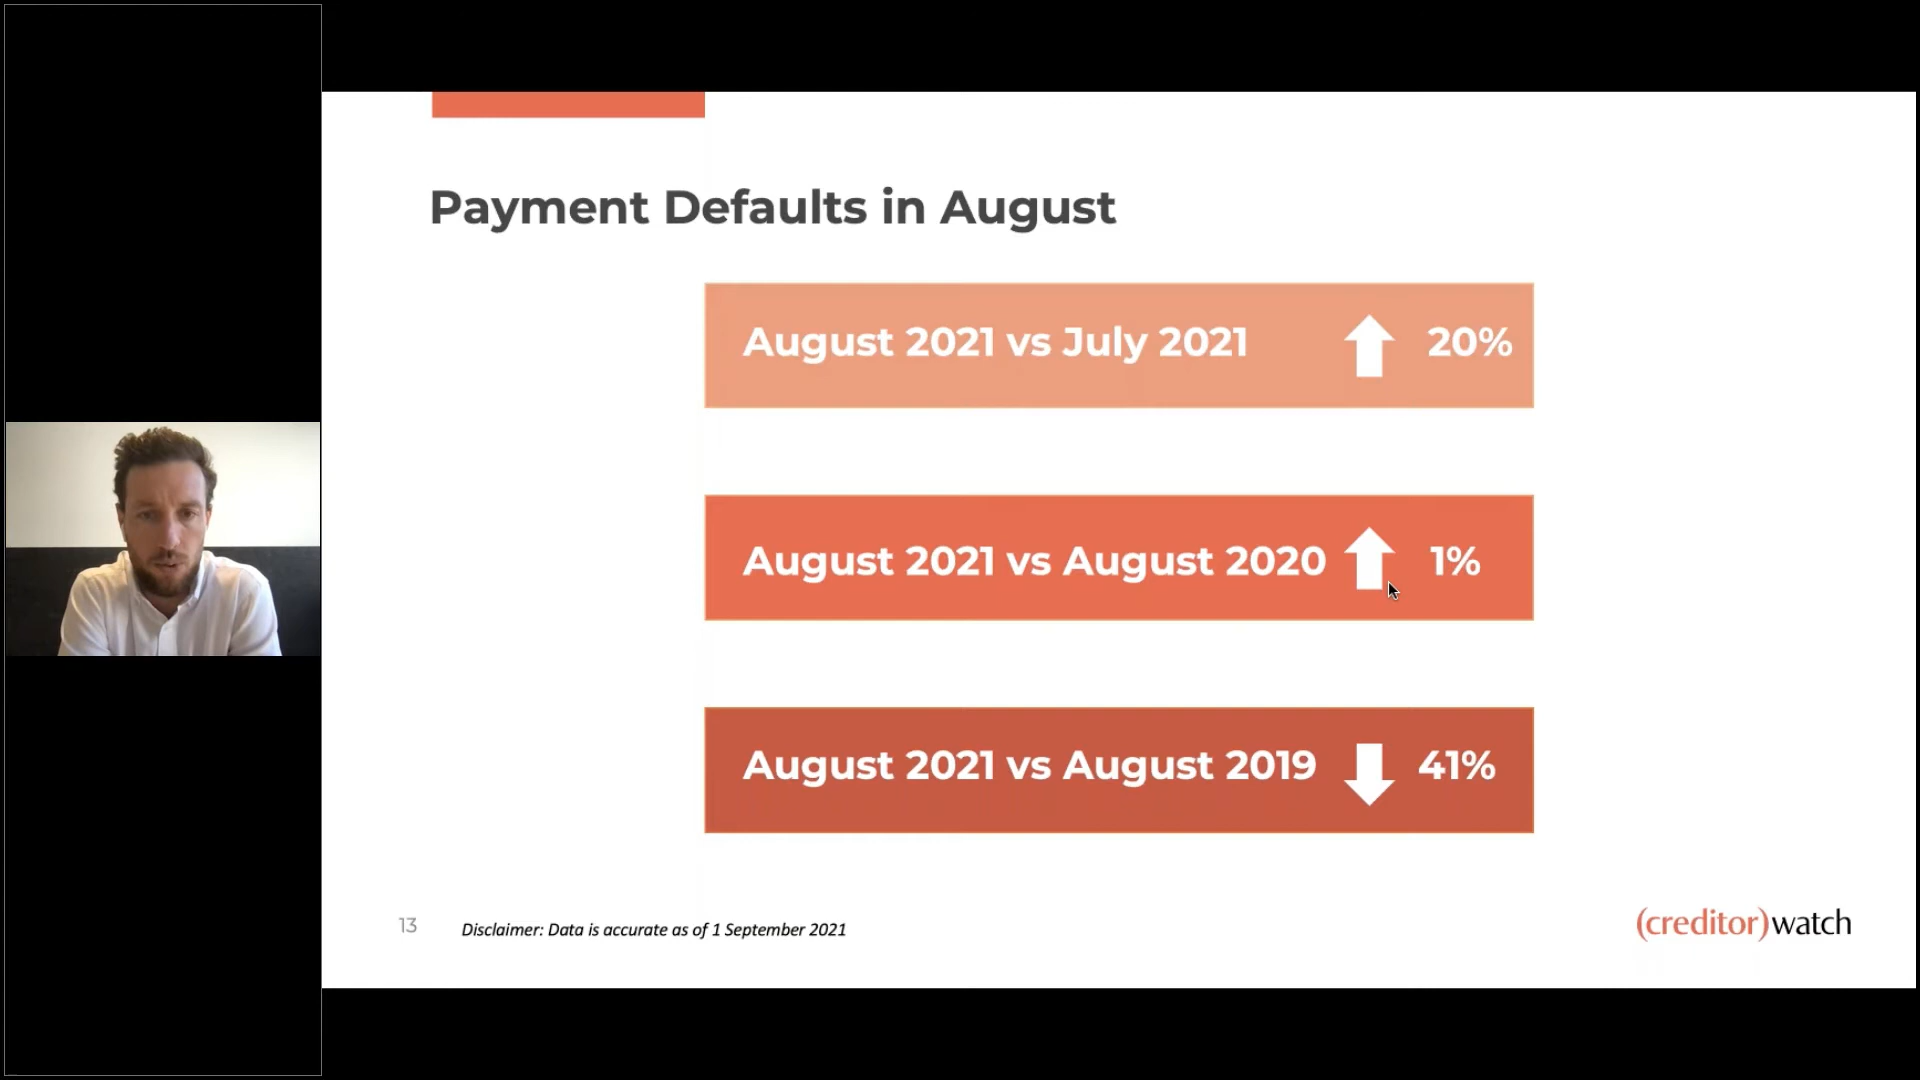 Payment Defaults in August
August 2021 vs July 2021 20%
August 2021 vs August 2020 1%
August 2021 vs August 2019 41%
13
Disclaimer: Data is accurate as of 1 September 2021
(creditor)watch